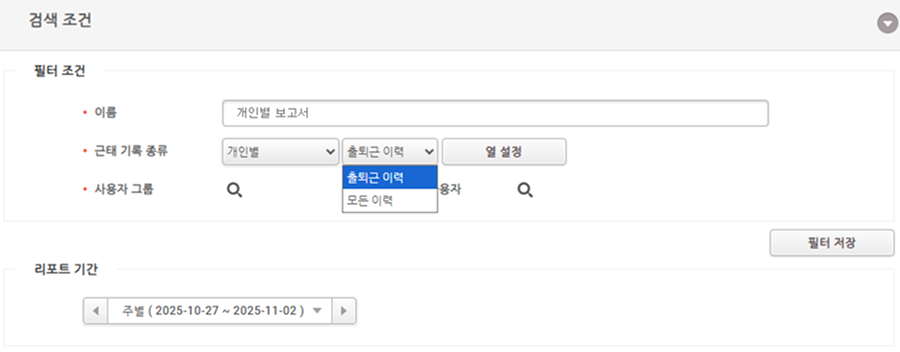 검색 조건
필터 조건
• 이름 개인별 보고서
• 근태 기록 종류 개인별 출퇴근 이력 열 설정
출퇴근 이력
• 사용자 그룹 용자
모든 이력
필터 저장
리포트 기간
주별 ( 2025-10-27 ~ 2025-11-02 )